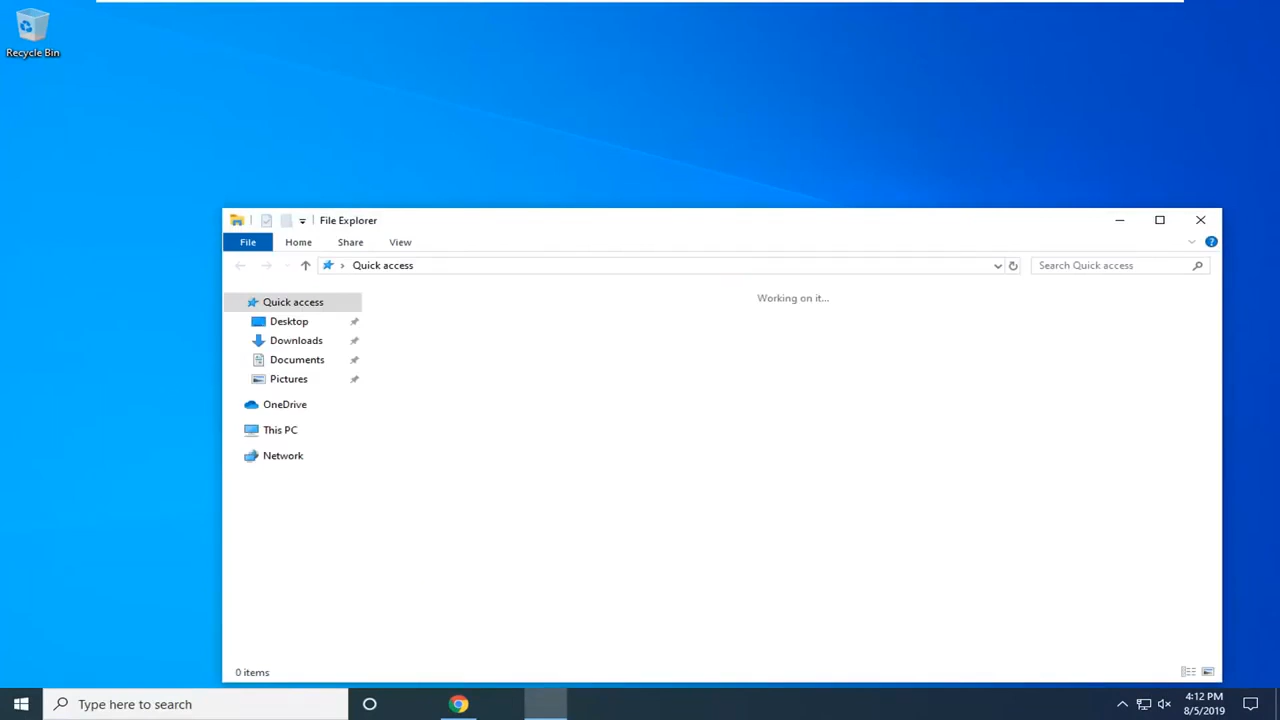 Recycle Bin
File Explorer
File Home Share View
Quick access
Search Quick access
Working on it...
Quick access
Desktop
Downloads
Documents
Pictures
OneDrive
This PC
Network
0 items
Type here to search
4:12 PM
8/5/2019